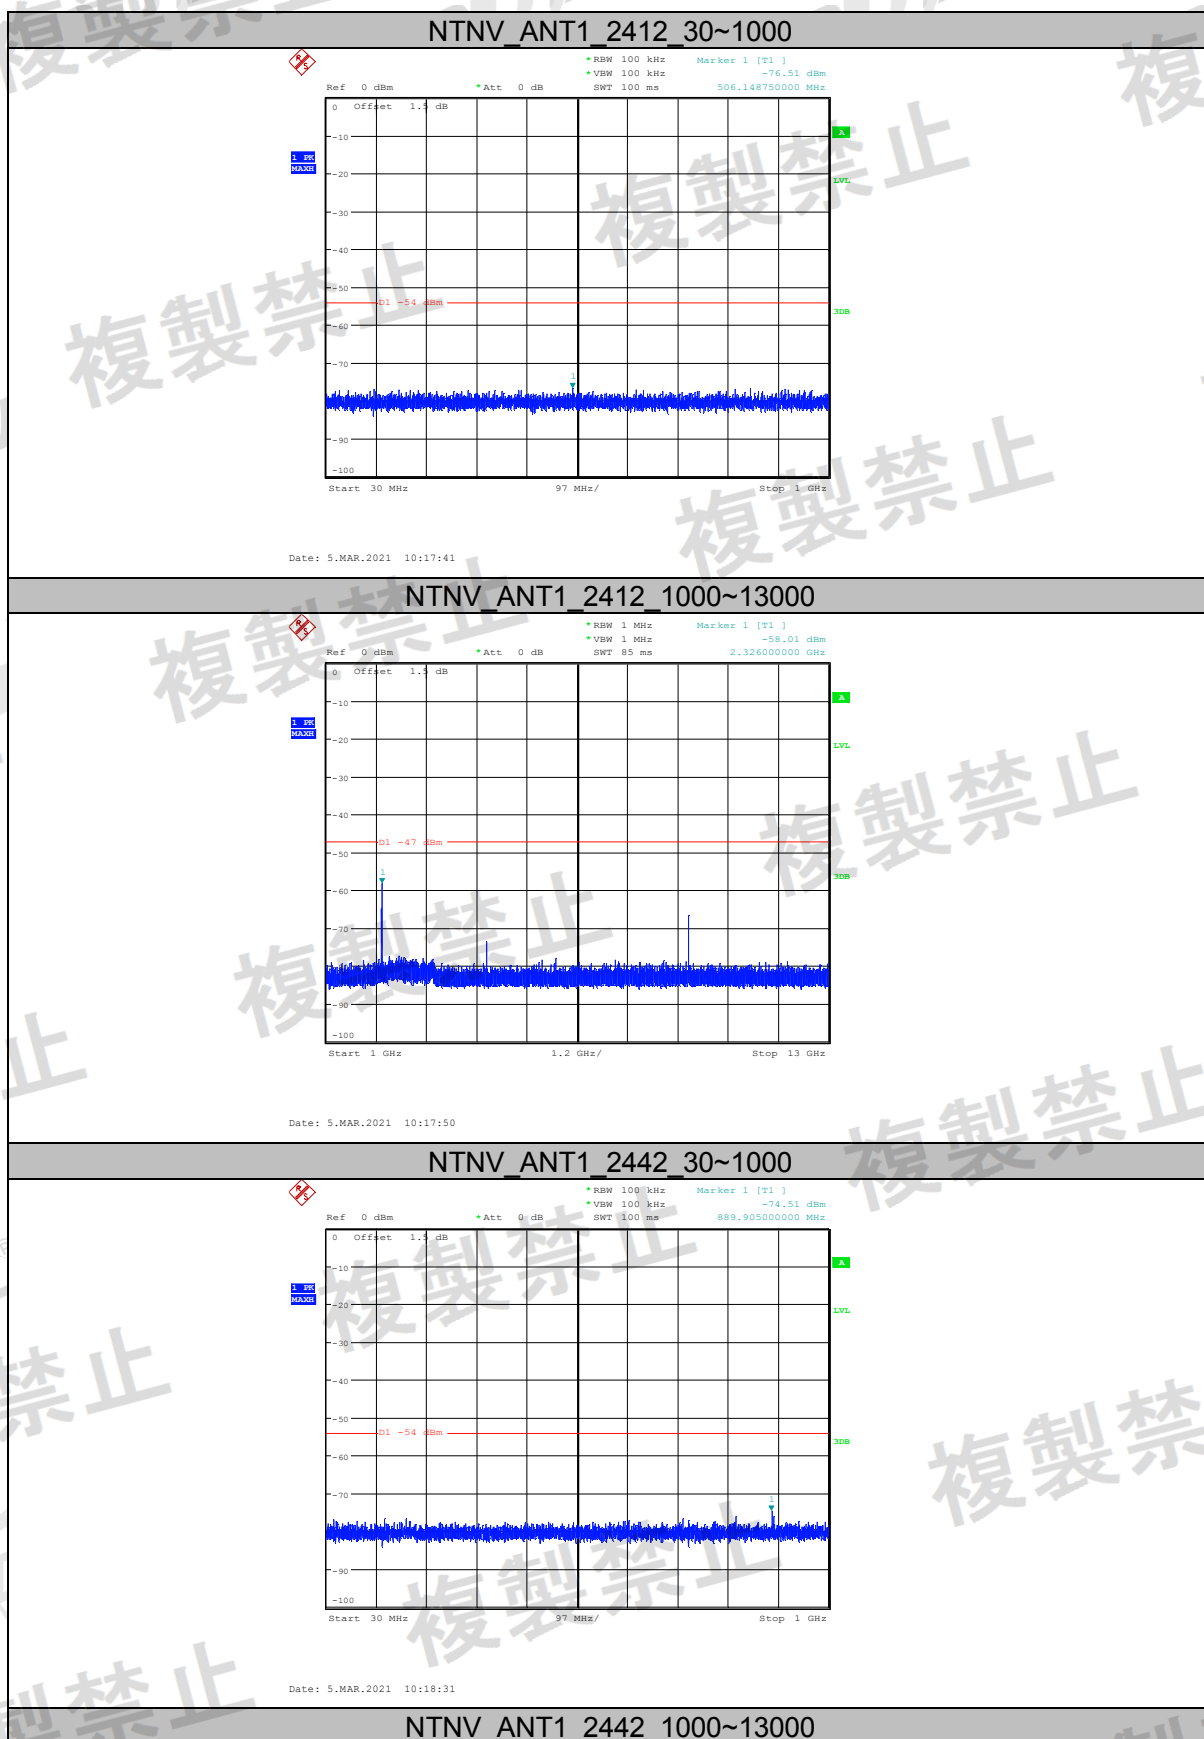 NTNV_ANT1_2412_30~1000
*RBW 100 kHz Marker 1 [T1 ]
*VBW 100 kHz -76.51 dBm
Ref 0 dBm *Att 0 dB SWT 100 ms 506.148750000 MHz
0 Offset 1.5 dB
A
-10
1 PK
MAXH
-20
LVL
-30
-40
-50
D1 -54 dBm
3DB
-60
-70
1
-90
-100
Start 30 MHz 97 MHz/ Stop 1 GHz
Date: 5.MAR.2021 10:17:41
NTNV_ANT1_2412_1000~13000
*RBW 1 MHz Marker 1 [T1 ]
*VBW 1 MHz -58.01 dBm
Ref 0 dBm *Att 0 dB SWT 85 ms 2.326000000 GHz
0 Offset 1.5 dB
A
-10
1 PK
MAXH
-20
LVL
-30
-40
D1 -47 dBm
-50
1
3DB
-60
-70
-90
-100
Start 1 GHz 1.2 GHz/ Stop 13 GHz
Date: 5.MAR.2021 10:17:50
NTNV_ANT1_2442_30~1000
*RBW 100 kHz Marker 1 [T1 ]
*VBW 100 kHz -74.51 dBm
Ref 0 dBm *Att 0 dB SWT 100 ms 889.905000000 MHz
0 Offset 1.5 dB
A
-10
1 PK
MAXH
-20
LVL
-30
-40
-50
D1 -54 dBm
3DB
-60
-70
1
-90
-100
Start 30 MHz 97 MHz/ Stop 1 GHz
Date: 5.MAR.2021 10:18:31
NTNV_ANT1_2442_1000~13000
複製禁止